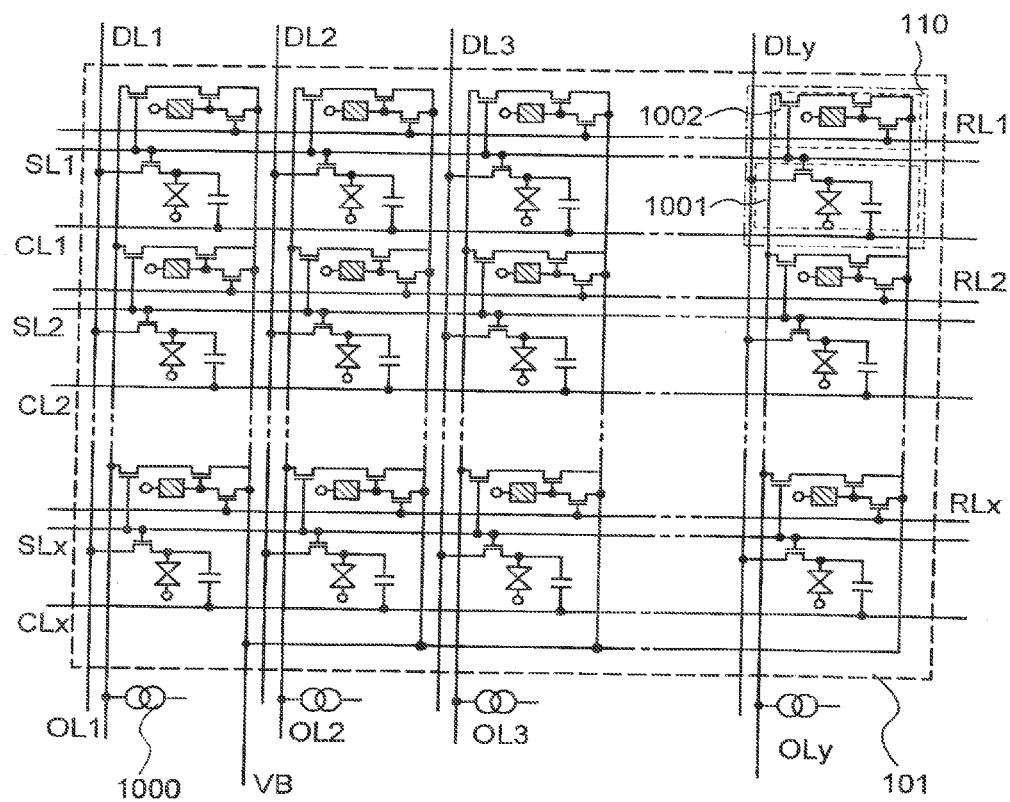 110
DL1 DL2 DL3 DLy
1002
RL1
SL1
1001
CL1
RL2
SL2
CL2
RLx
SLx
CLx
OL1 OL2 OL3 OLy
1000 VB 101